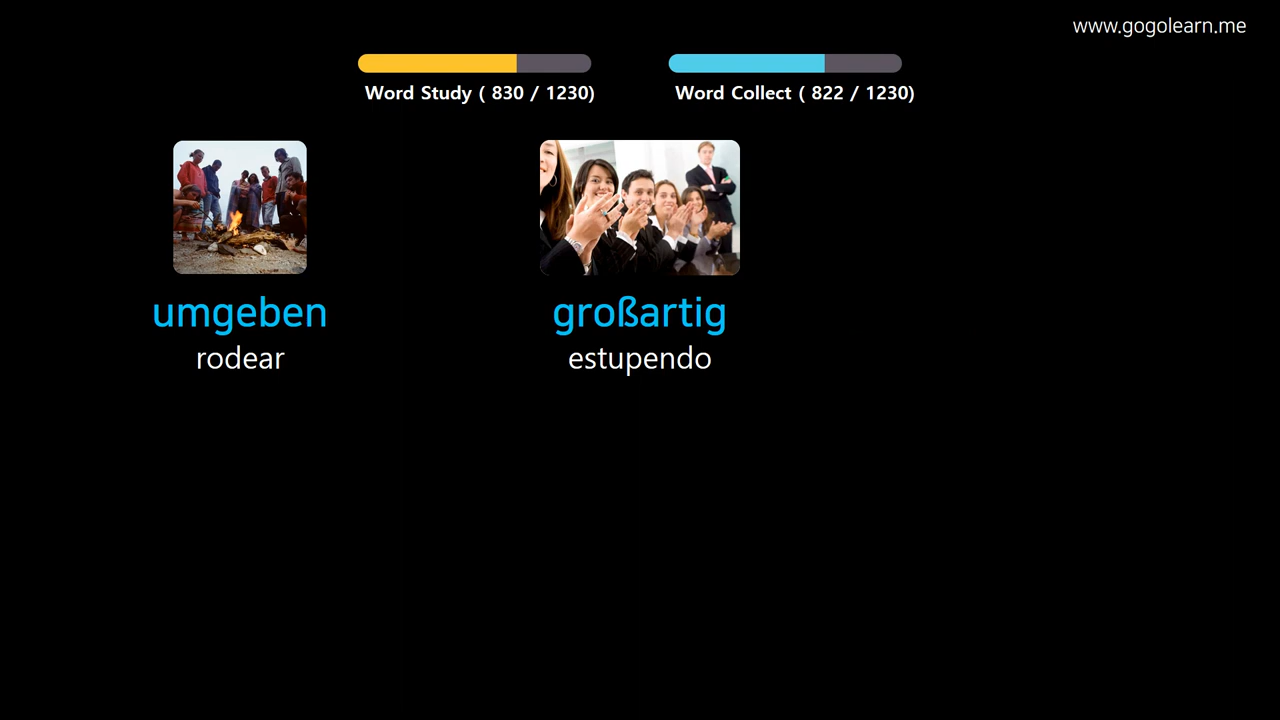 www.gogolearn.me
Word Study ( 830 / 1230)
Word Collect ( 822 / 1230)
umgeben
rodear
großartig
estupendo